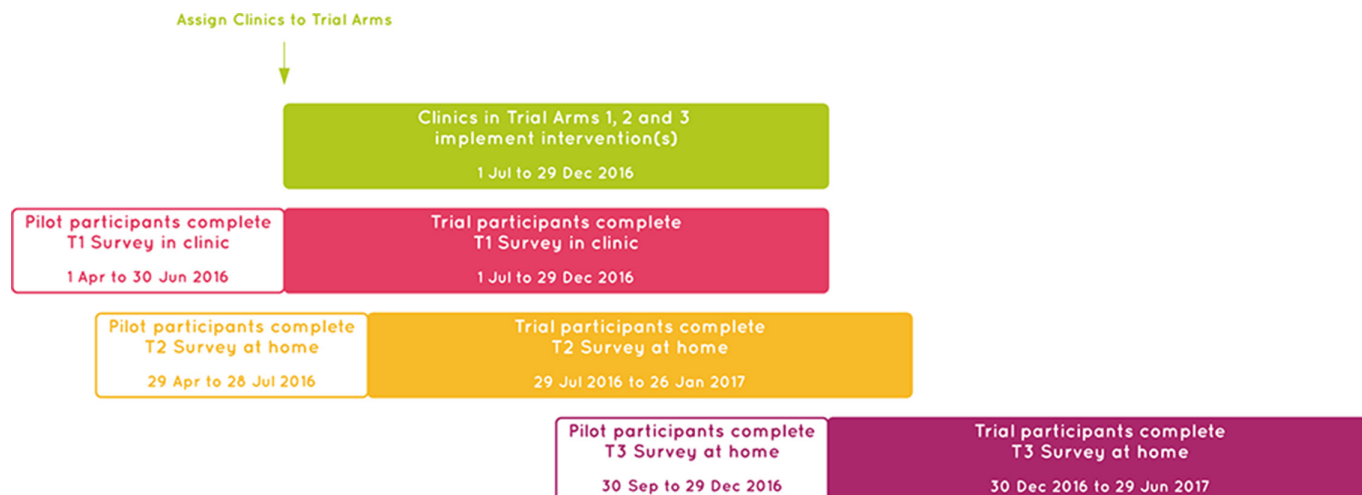 Assign Clinics to Trial Arms
Clinics in Trial Arms 1, 2 and 3
implement intervention(s)
1 Jul to 29 Dec 2016
Pilot participants complete
T1 Survey in clinic
1 Apr to 30 Jun 2016
Trial participants complete
T1 Survey in clinic
1 Jul to 29 Dec 2016
Pilot participants complete
T2 Survey at home
29 Apr to 28 Jul 2016
Trial participants complete
T2 Survey at home
29 Jul 2016 to 26 Jan 2017
Pilot participants complete
T3 Survey at home
30 Sep to 29 Dec 2016
Trial participants complete
T3 Survey at home
30 Dec 2016 to 29 Jun 2017